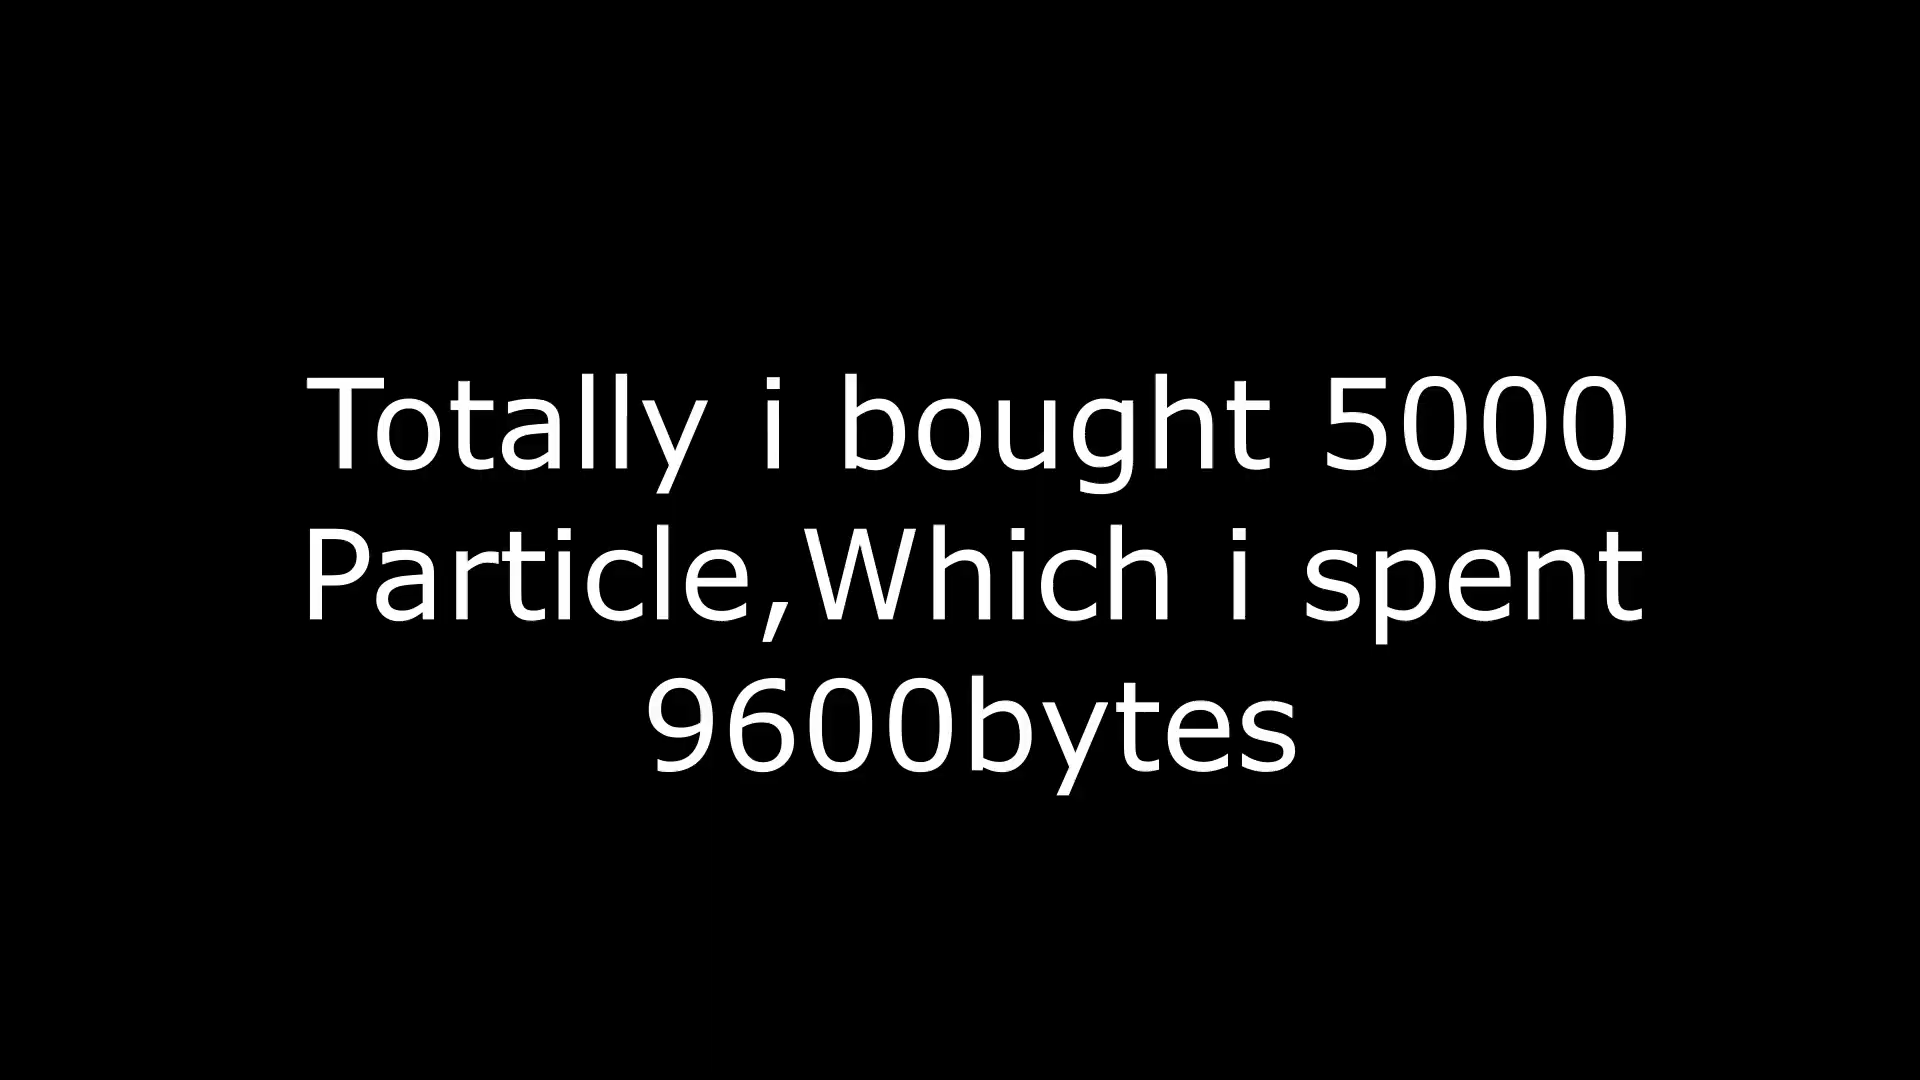 Totally i bought 5000
Particle,Which i spent
9600bytes